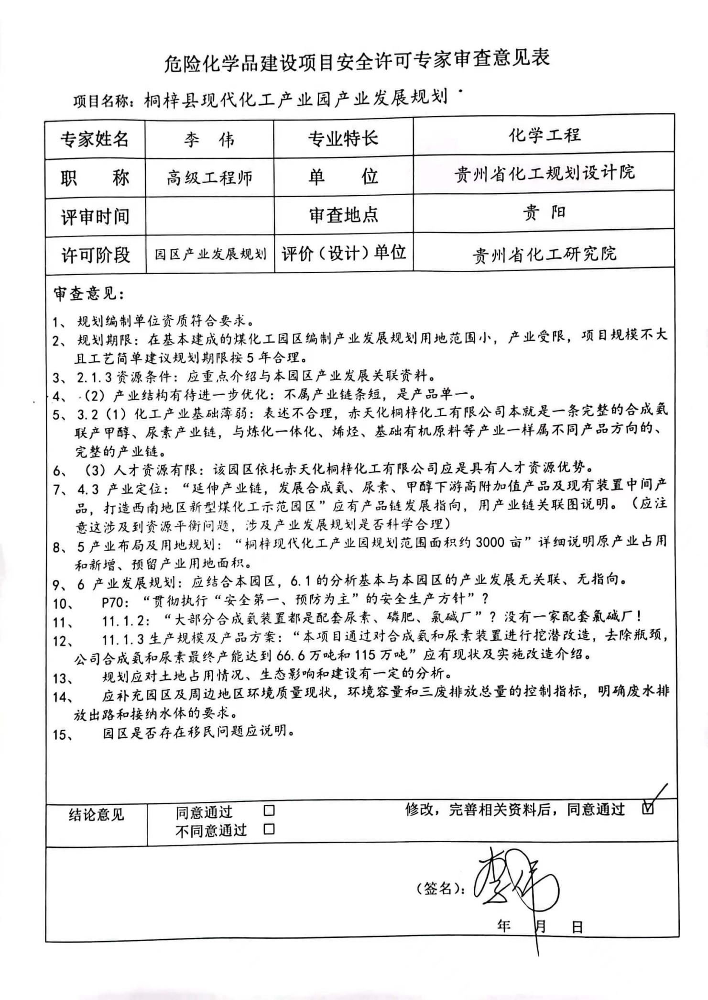 危险化学品建设项目安全许可专家审查意见表
项目名称：桐梓县现代化工产业园产业发展规划
专家姓名 李 伟 专业特长 化学工程
职 称 高级工程师 单 位 贵州省化工规划设计院
评审时间 审查地点 贵 阳
许可阶段 园区产业发展规划 评价（设计）单位 贵州省化工研究院
审查意见：
1、 规划编制单位资质符合要求。
2、 规划期限：在基本建成的煤化工园区编制产业发展规划用地范围小，产业受限，项目规模不大
且工艺简单建议规划期限按 5 年合理。
3、 2.1.3 资源条件：应重点介绍与本园区产业发展关联资料。
4、 （2）产业结构有待进一步优化：不属产业链条短，是产品单一。
5、 3.2（1）化工产业基础薄弱：表述不合理，赤天化桐梓化工有限公司本就是一条完整的合成氨
联产甲醇、尿素产业链，与炼化一体化、烯烃、基础有机原料等产业一样属不同产品方向的、
完整的产业链。
6、 （3）人才资源有限：该园区依托赤天化桐梓化工有限公司应是具有人才资源优势。
7、 4.3 产业定位：“延伸产业链，发展合成氨、尿素、甲醇下游高附加值产品及现有装置中间产
品，打造西南地区新型煤化工示范园区”应有产品链发展指向，用产业链关联图说明。（应注
意这涉及到资源平衡问题，涉及产业发展规划是否科学合理）
8、 5 产业布局及用地规划：“桐梓现代化工产业园规划范围面积约 3000 亩”详细说明原产业占用
和新增、预留产业用地面积。
9、 6 产业发展规划：应结合本园区，6.1 的分析基本与本园区的产业发展无关联、无指向。
10、 P70：“贯彻执行“安全第一、预防为主”的安全生产方针”？
11、 11.1.2：“大部分合成氨装置都是配套尿素、磷肥、氯碱厂”？没有一家配套氯碱厂！
12、 11.1.3 生产规模及产品方案：“本项目通过对合成氨和尿素装置进行挖潜改造，去除瓶颈，
公司合成氨和尿素最终产能达到 66.6 万吨和 115 万吨”应有现状及实施改造介绍。
13、 规划应对土地占用情况、生态影响和建设有一定的分析。
14、 应补充园区及周边地区环境质量现状，环境容量和三废排放总量的控制指标，明确废水排
放出路和接纳水体的要求。
15、 园区是否存在移民问题应说明。
结论意见 同意通过 □ 修改，完善相关资料后，同意通过 ☑
不同意通过 □
（签名）：李伟
年 月 日